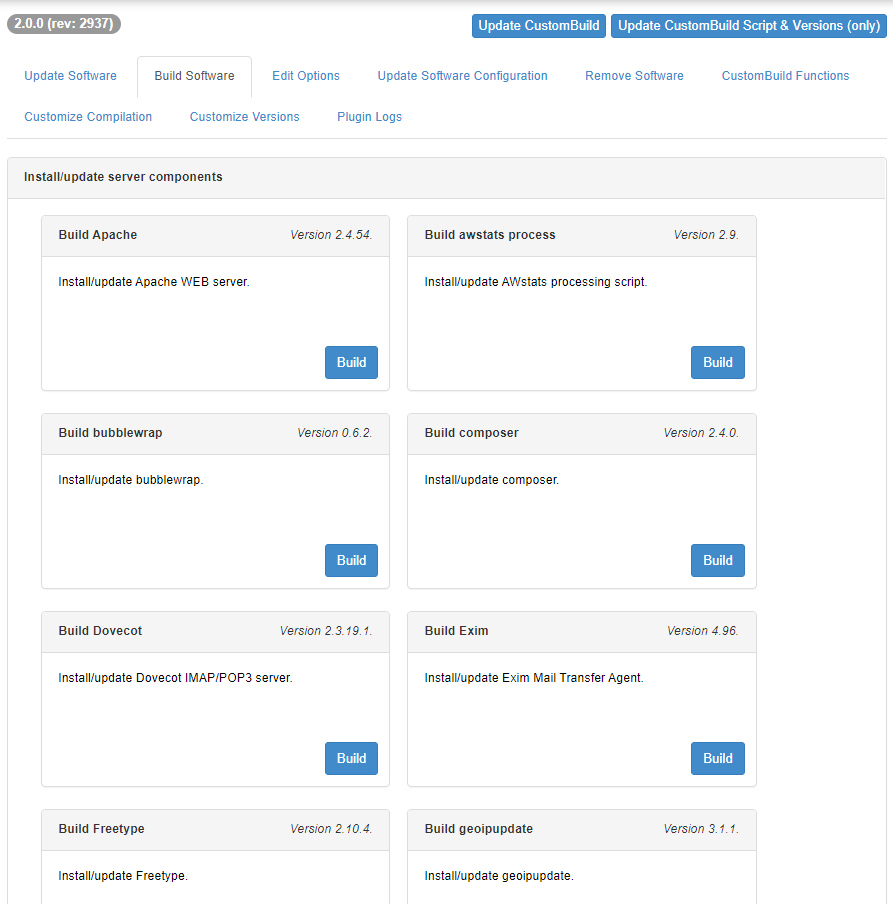 2.0.0 (rev: 2937)
Update CustomBuild
Update CustomBuild Script & Versions (only)
Update Software
Build Software
Edit Options
Update Software Configuration
Remove Software
CustomBuild Functions
Customize Compilation
Customize Versions
Plugin Logs
Install/update server components
Build Apache
Version 2.4.54.
Install/update Apache WEB server.
Build
Build awstats process
Version 2.9.
Install/update AWstats processing script.
Build
Build bubblewrap
Version 0.6.2.
Install/update bubblewrap.
Build
Build composer
Version 2.4.0.
Install/update composer.
Build
Build Dovecot
Version 2.3.19.1.
Install/update Dovecot IMAP/POP3 server.
Build
Build Exim
Version 4.96.
Install/update Exim Mail Transfer Agent.
Build
Build Freetype
Version 2.10.4.
Install/update Freetype.
Build geoipupdate
Version 3.1.1.
Install/update geoipupdate.